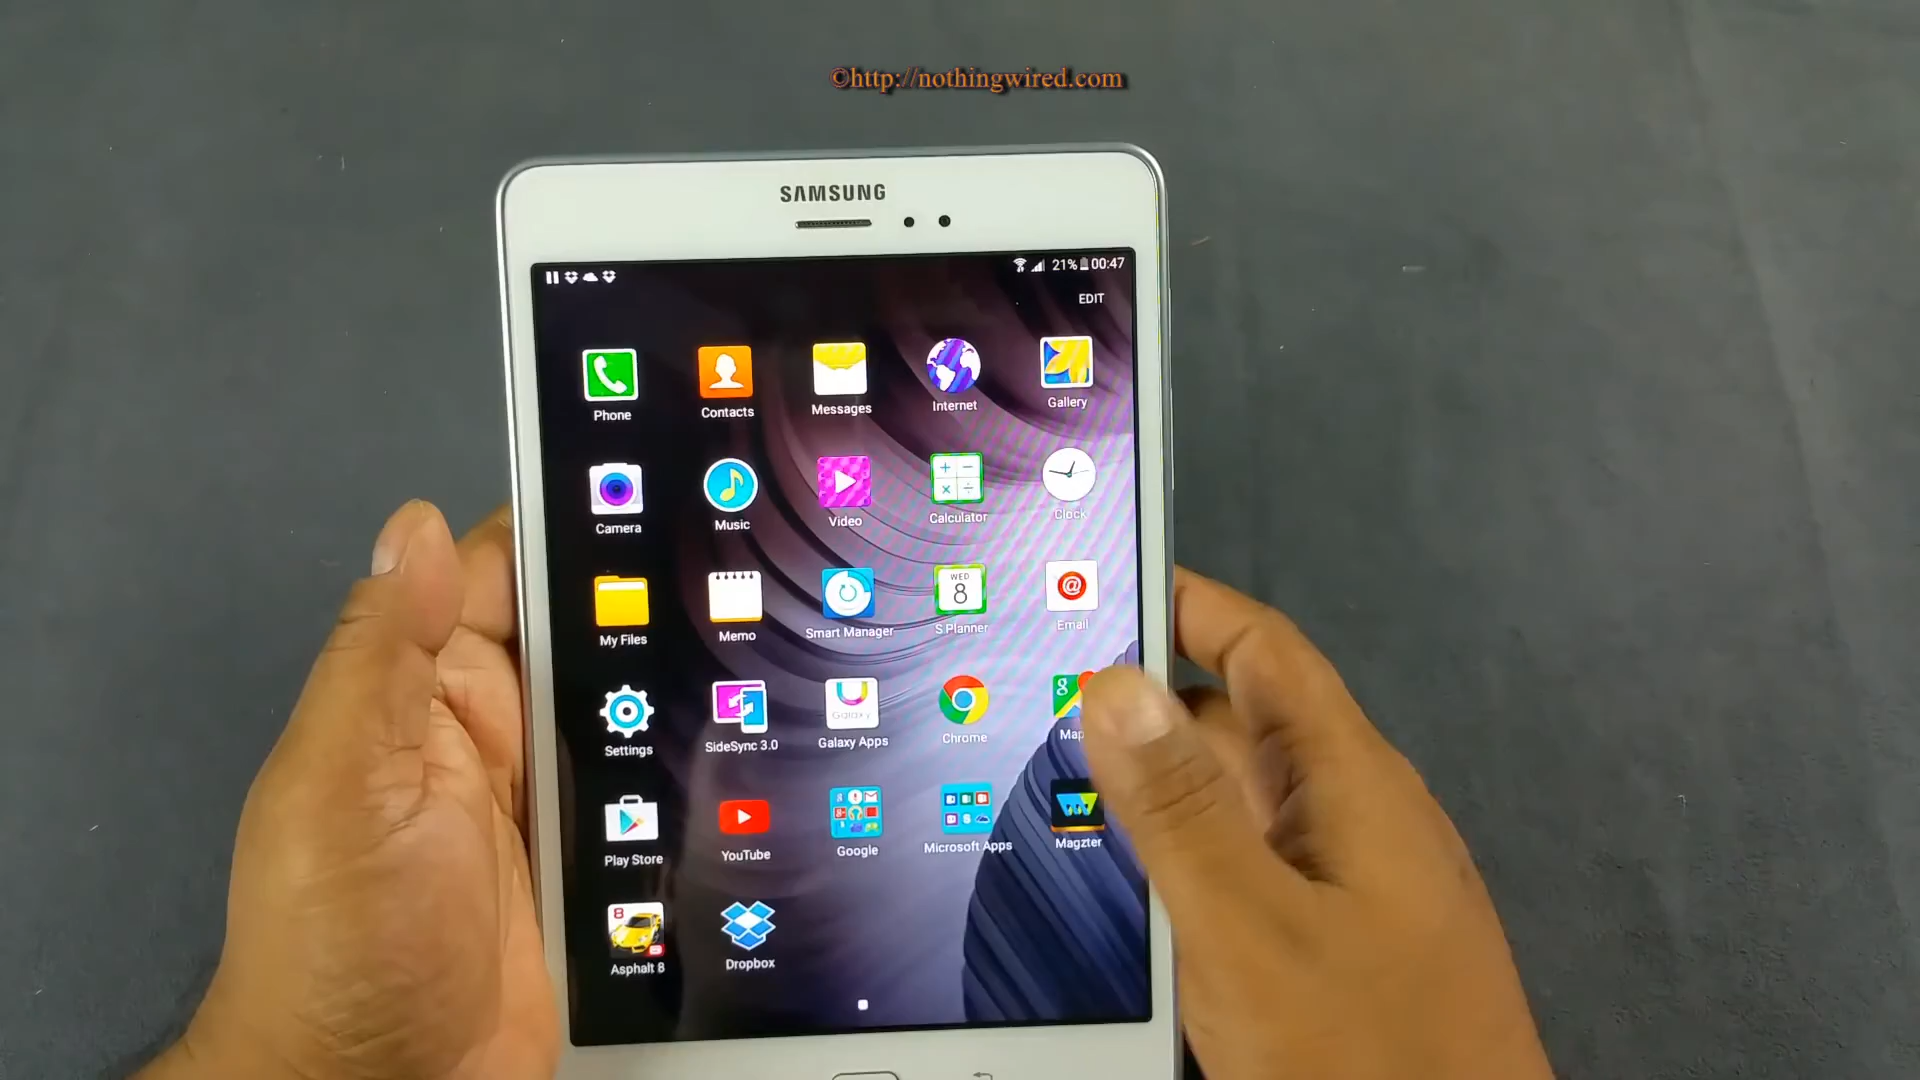 ©http://nothingwired.com
SAMSUNG
21% 00:47
EDIT
Phone
Contacts
Messages
Internet
Gallery
Camera
Music
Video
Calculator
Clock
My Files
Memo
Smart Manager
WED
8
S Planner
@
Email
Settings
SideSync 3.0
Galaxy
Galaxy Apps
Chrome
g
Map
Play Store
YouTube
Google
Microsoft Apps
Magzter
8
Asphalt 8
Dropbox